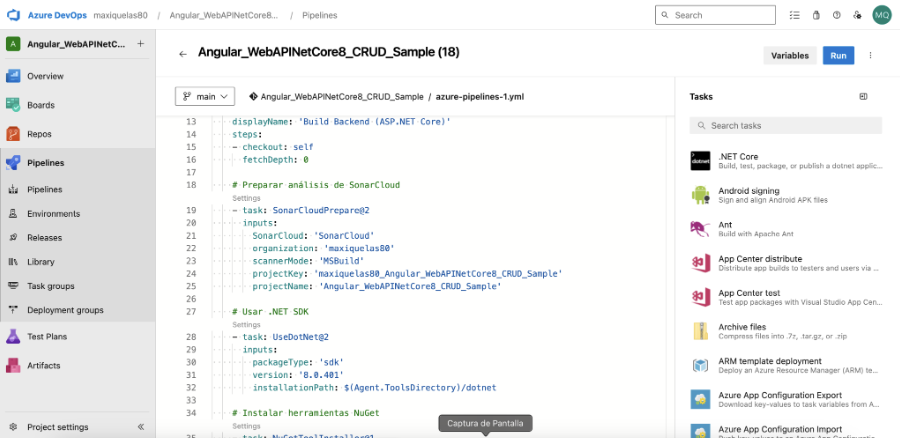 Azure DevOps maxiquelas80 / Angular_WebAPINetCore8... / Pipelines
Search
MQ
A Angular_WebAPINetC... +
Overview
Boards
Repos
Pipelines
Pipelines
Environments
Releases
Library
Task groups
Deployment groups
Test Plans
Artifacts
Project settings
← Angular_WebAPINetCore8_CRUD_Sample (18)
Variables
Run
main
Angular_WebAPINetCore8_CRUD_Sample / azure-pipelines-1.yml
13 displayName: 'Build Backend (ASP.NET Core)'
14 steps:
15 - checkout: self
16 fetchDepth: 0
17
18 # Preparar análisis de SonarCloud
Settings
19 - task: SonarCloudPrepare@2
20 inputs:
21 SonarCloud: 'SonarCloud'
22 organization: 'maxiquelas80'
23 scannerMode: 'MSBuild'
24 projectKey: 'maxiquelas80_Angular_WebAPINetCore8_CRUD_Sample'
25 projectName: 'Angular_WebAPINetCore8_CRUD_Sample'
26
27 # Usar .NET SDK
Settings
28 - task: UseDotNet@2
29 inputs:
30 packageType: 'sdk'
31 version: '8.0.401'
32 installationPath: $(Agent.ToolsDirectory)/dotnet
33
34 # Instalar herramientas NuGet
Settings
35 - task: NuGetToolInstaller@1
Captura de Pantalla
Tasks
Search tasks
dotnet
.NET Core
Build, test, package, or publish a dotnet applic...
Android signing
Sign and align Android APK files
Ant
Build with Apache Ant
App Center distribute
Distribute app builds to testers and users via ...
App Center test
Test app packages with Visual Studio App Cen...
Archive files
Compress files into .7z, .tar.gz, or .zip
ARM template deployment
Deploy an Azure Resource Manager (ARM) te...
Azure App Configuration Export
Download key-values to task variables from A...
Azure App Configuration Import